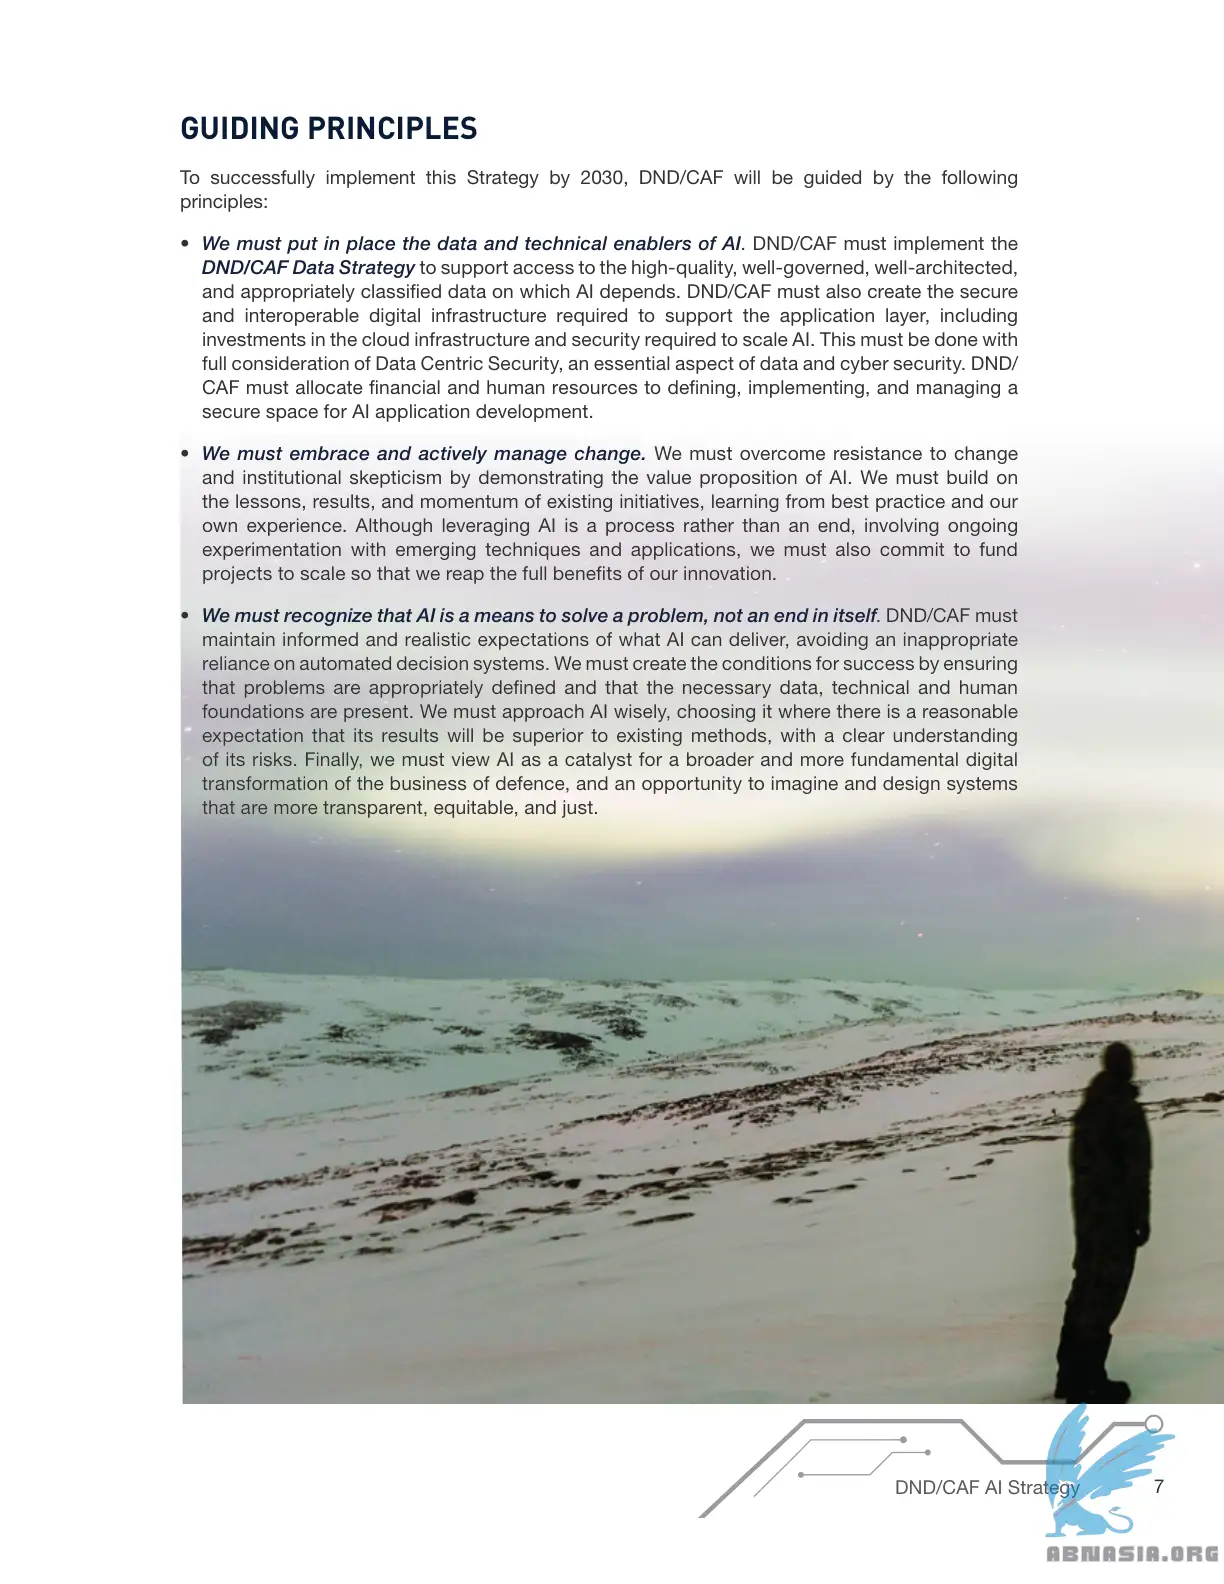 GUIDING PRINCIPLES
To successfully implement this Strategy by 2030, DND/CAF will be guided by the following
principles:
• We must put in place the data and technical enablers of AI. DND/CAF must implement the
DND/CAF Data Strategy to support access to the high-quality, well-governed, well-architected,
and appropriately classified data on which AI depends. DND/CAF must also create the secure
and interoperable digital infrastructure required to support the application layer, including
investments in the cloud infrastructure and security required to scale AI. This must be done with
full consideration of Data Centric Security, an essential aspect of data and cyber security. DND/
CAF must allocate financial and human resources to defining, implementing, and managing a
secure space for AI application development.
• We must embrace and actively manage change. We must overcome resistance to change
and institutional skepticism by demonstrating the value proposition of AI. We must build on
the lessons, results, and momentum of existing initiatives, learning from best practice and our
own experience. Although leveraging AI is a process rather than an end, involving ongoing
experimentation with emerging techniques and applications, we must also commit to fund
projects to scale so that we reap the full benefits of our innovation.
• We must recognize that AI is a means to solve a problem, not an end in itself. DND/CAF must
maintain informed and realistic expectations of what AI can deliver, avoiding an inappropriate
reliance on automated decision systems. We must create the conditions for success by ensuring
that problems are appropriately defined and that the necessary data, technical and human
foundations are present. We must approach AI wisely, choosing it where there is a reasonable
expectation that its results will be superior to existing methods, with a clear understanding
of its risks. Finally, we must view AI as a catalyst for a broader and more fundamental digital
transformation of the business of defence, and an opportunity to imagine and design systems
that are more transparent, equitable, and just.
DND/CAF AI Strategy 7
ABNASIA.ORG